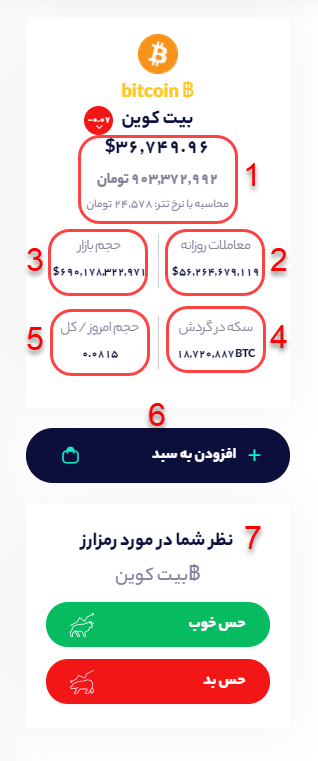 bitcoin ฿
بیت کوین
-۰.۰۷
$۳۶,۷۴۹.۹۶
۹۰۳,۳۷۲,۹۹۲ تومان
محاسبه با نرخ تتر: ۲۴,۵۷۸ تومان
1
معاملات روزانه
$۵۶,۲۶۴,۶۷۹,۱۱۹
2
حجم بازار
$۶۹۰,۱۷۸,۳۲۲,۹۷۱
3
سکه در گردش
۱۸,۷۲۰,۸۸۷BTC
4
حجم امروز / کل
۰.۰۸۱۵
5
6
+ افزودن به سبد
نظر شما در مورد رمزارز
7
฿بیت کوین
حس خوب
حس بد